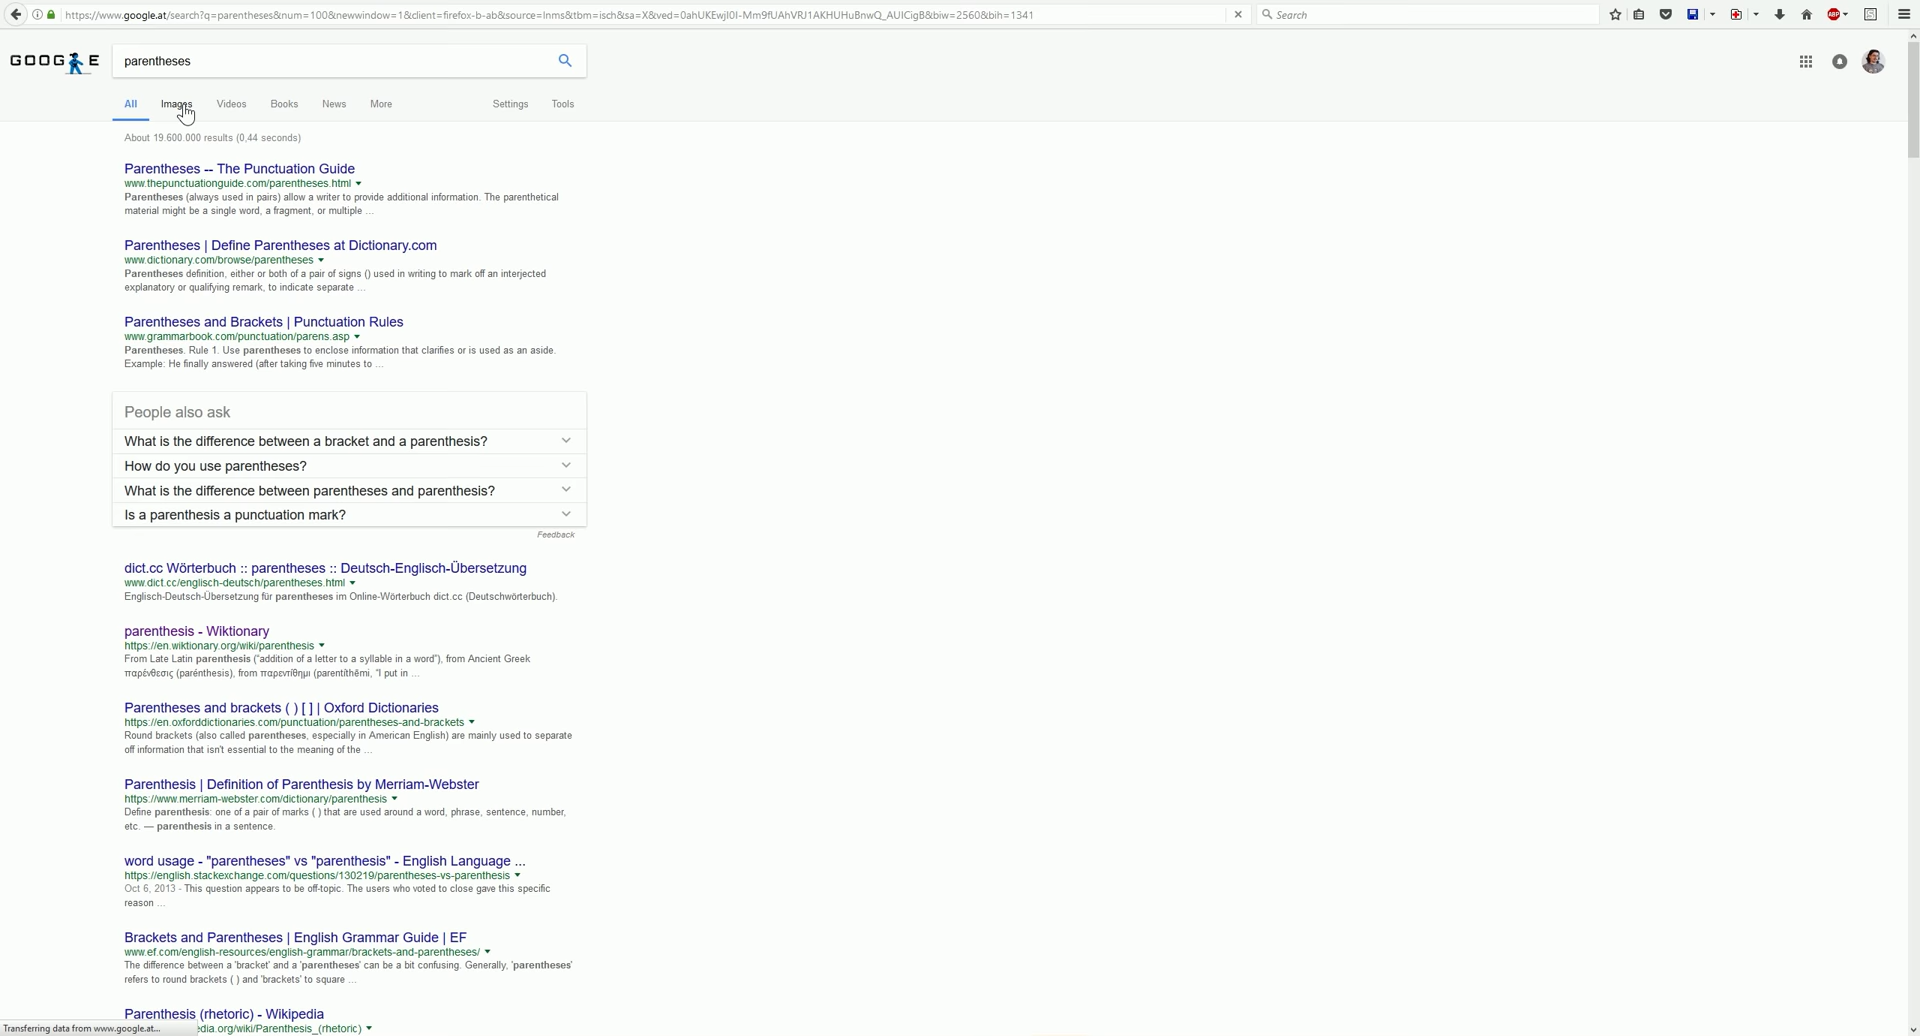 https://www.google.at/search?q=parentheses&num=100&newwindow=1&client=firefox-b-ab&source=lnms&tbm=isch&sa=X&ved=0ahUKEwjI0I-Mm9fUAhVRJ1AKHUHuBnwQ_AUICigB&biw=2560&bih=1341
Search
GOOG E
parentheses
All Images Videos Books News More Settings Tools
About 19.600.000 results (0,44 seconds)
Parentheses -- The Punctuation Guide
www.thepunctuationguide.com/parentheses.html
Parentheses (always used in pairs) allow a writer to provide additional information. The parenthetical
material might be a single word, a fragment, or multiple ...
Parentheses | Define Parentheses at Dictionary.com
www.dictionary.com/browse/parentheses
Parentheses definition, either or both of a pair of signs () used in writing to mark off an interjected
explanatory or qualifying remark, to indicate separate ...
Parentheses and Brackets | Punctuation Rules
www.grammarbook.com/punctuation/parens.asp
Parentheses. Rule 1. Use parentheses to enclose information that clarifies or is used as an aside.
Example: He finally answered (after taking five minutes to ...
People also ask
What is the difference between a bracket and a parenthesis?
How do you use parentheses?
What is the difference between parentheses and parenthesis?
Is a parenthesis a punctuation mark?
Feedback
dict.cc Wörterbuch :: parentheses :: Deutsch-Englisch-Übersetzung
www.dict.cc/englisch-deutsch/parentheses.html
Englisch-Deutsch-Übersetzung für parentheses im Online-Wörterbuch dict.cc (Deutschwörterbuch).
parenthesis - Wiktionary
https://en.wiktionary.org/wiki/parenthesis
From Late Latin parenthesis (“addition of a letter to a syllable in a word”), from Ancient Greek
παρένθεσις (parénthesis), from παρεντίθημι (parentíthēmi, “I put in ...
Parentheses and brackets ( ) [ ] | Oxford Dictionaries
https://en.oxforddictionaries.com/punctuation/parentheses-and-brackets
Round brackets (also called parentheses, especially in American English) are mainly used to separate
off information that isn't essential to the meaning of the ...
Parenthesis | Definition of Parenthesis by Merriam-Webster
https://www.merriam-webster.com/dictionary/parenthesis
Define parenthesis: one of a pair of marks ( ) that are used around a word, phrase, sentence, number,
etc. — parenthesis in a sentence.
word usage - "parentheses" vs "parenthesis" - English Language ...
https://english.stackexchange.com/questions/130219/parentheses-vs-parenthesis
Oct 6, 2013 - This question appears to be off-topic. The users who voted to close gave this specific
reason ...
Brackets and Parentheses | English Grammar Guide | EF
www.ef.com/english-resources/english-grammar/brackets-and-parentheses/
The difference between a 'bracket' and a 'parentheses' can be a bit confusing. Generally, 'parentheses'
refers to round brackets ( ) and 'brackets' to square ...
Parenthesis (rhetoric) - Wikipedia
Transferring data from www.google.at... edia.org/wiki/Parenthesis_(rhetoric)